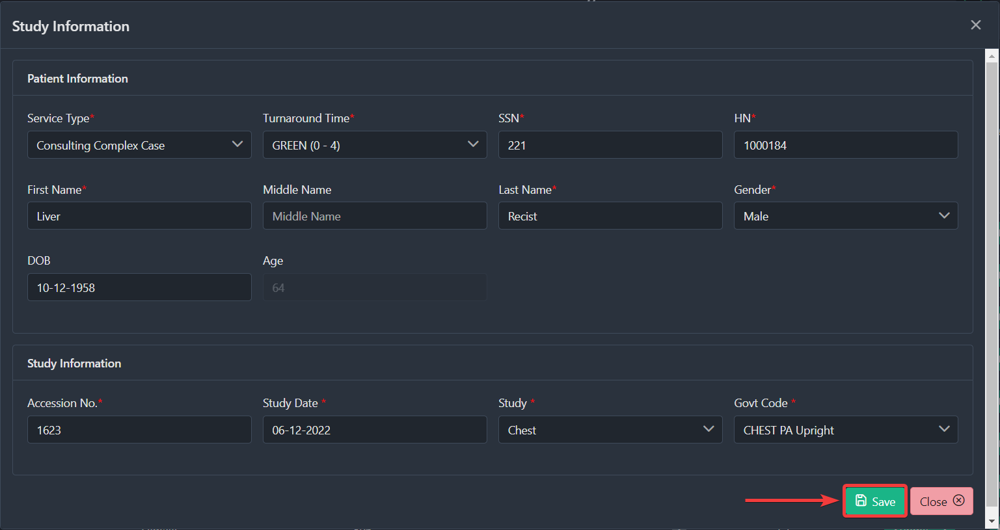 Study Information
Patient Information
Service Type* Turnaround Time* SSN* HN*
Consulting Complex Case GREEN (0 - 4) 221 1000184
First Name* Middle Name Last Name* Gender*
Liver Middle Name Recist Male
DOB Age
10-12-1958 64
Study Information
Accession No.* Study Date * Study * Govt Code *
1623 06-12-2022 Chest CHEST PA Upright
Save Close